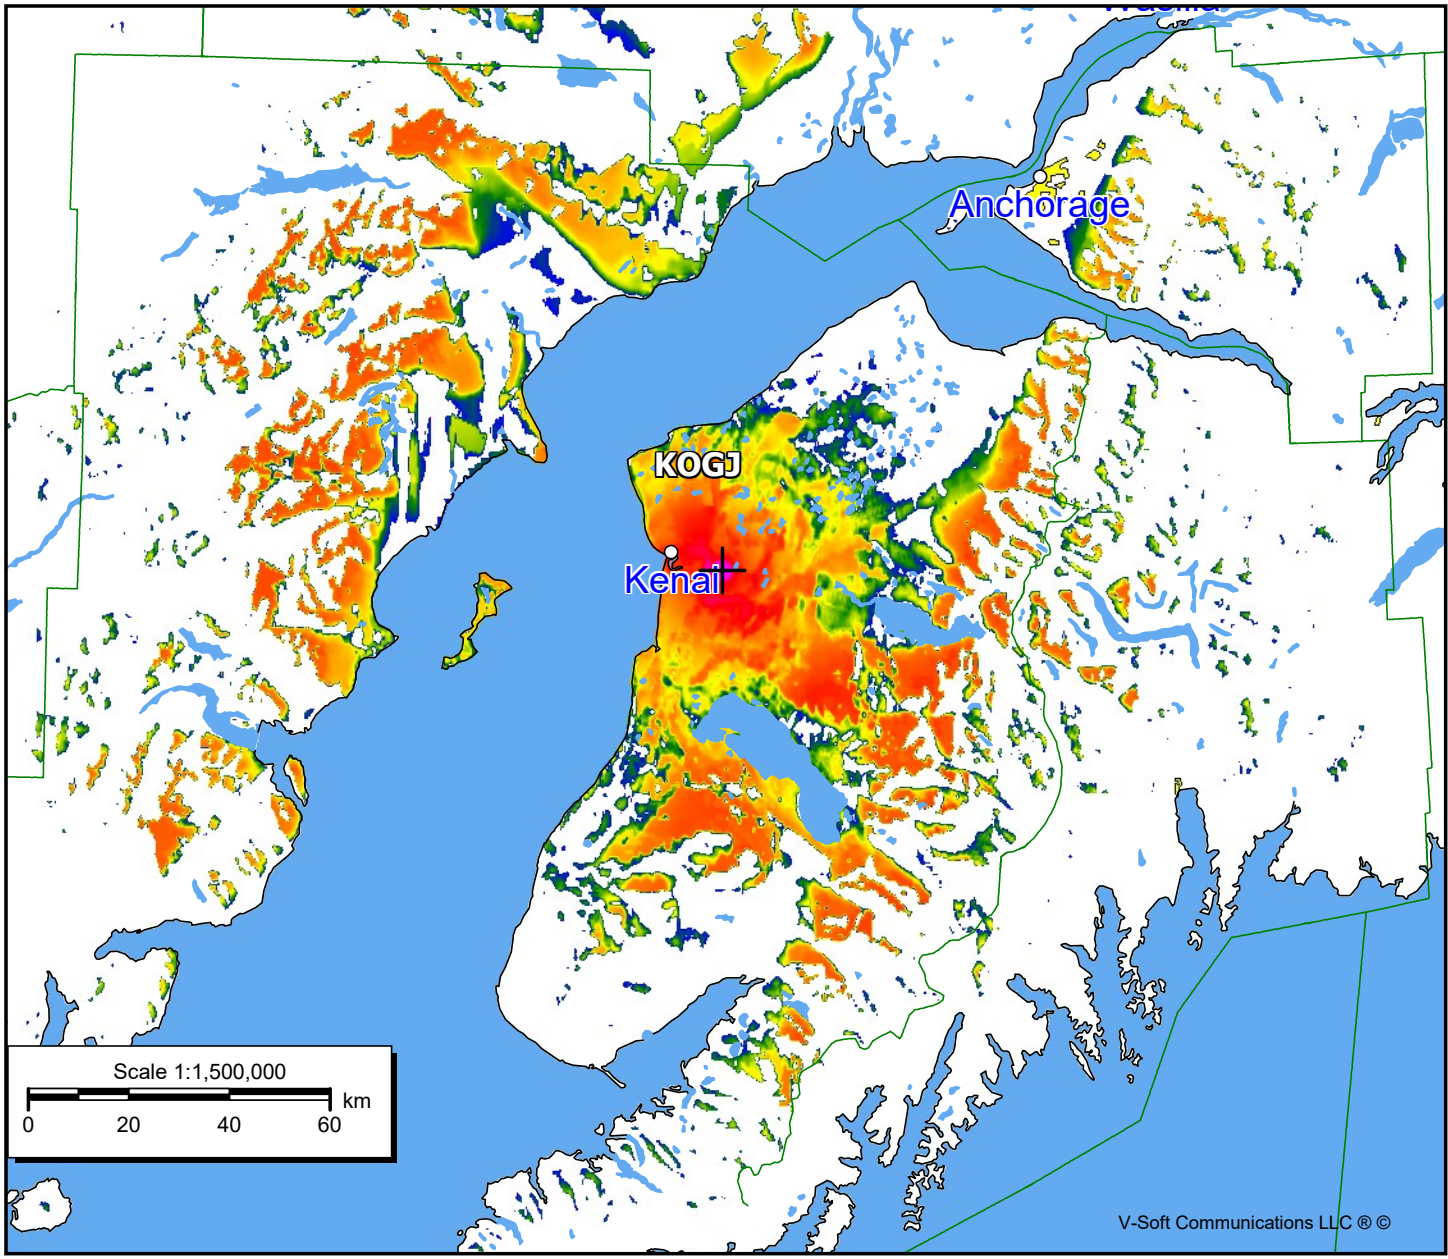 Anchorage
KOGJ
Kenai
Scale 1:1,500,000
km
0 20 40 60
V-Soft Communications LLC ® ©